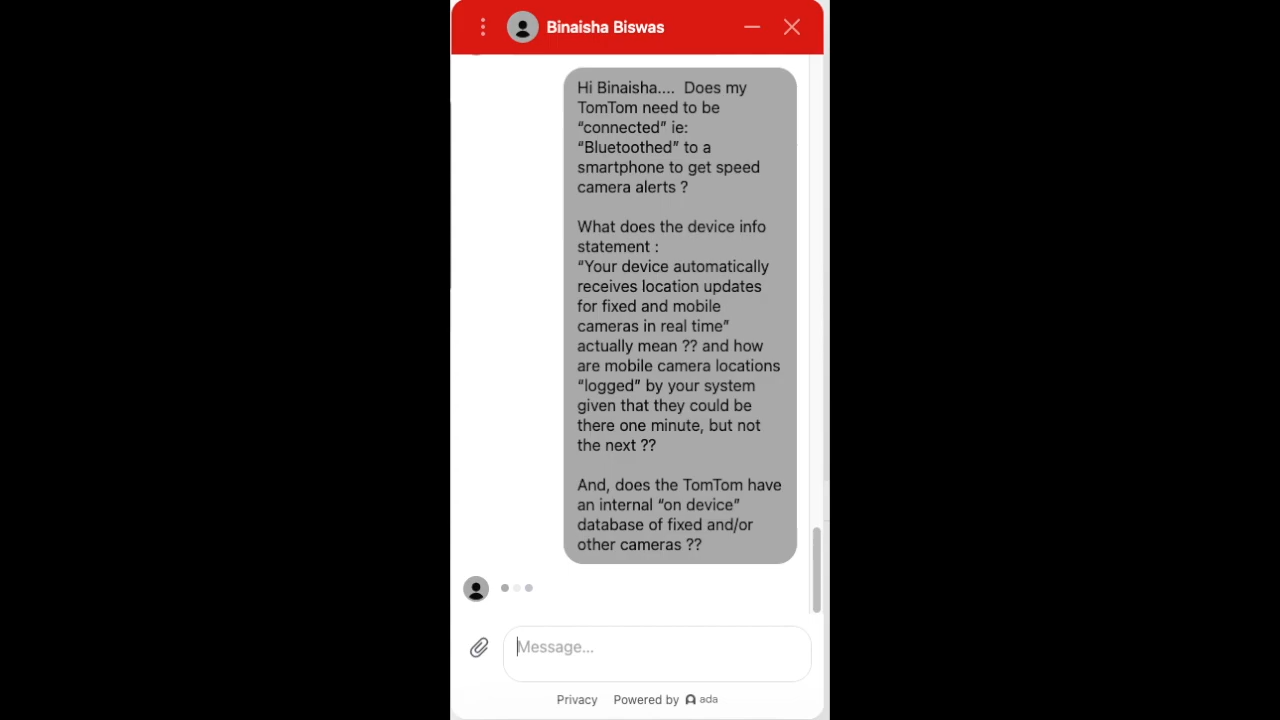 Binaisha Biswas
Hi Binaisha.... Does my
TomTom need to be
“connected” ie:
“Bluetoothed” to a
smartphone to get speed
camera alerts ?
What does the device info
statement :
“Your device automatically
receives location updates
for fixed and mobile
cameras in real time”
actually mean ?? and how
are mobile camera locations
“logged” by your system
given that they could be
there one minute, but not
the next ??
And, does the TomTom have
an internal “on device”
database of fixed and/or
other cameras ??
Message...
Privacy Powered by ada